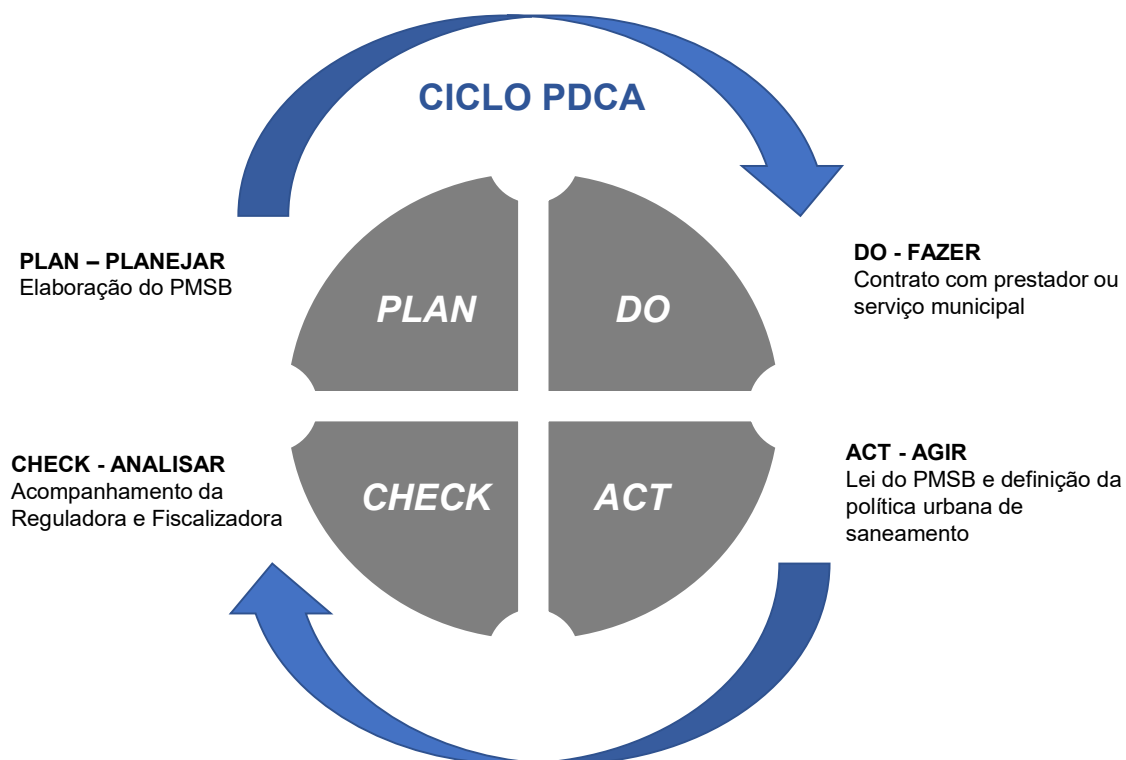 CICLO PDCA
PLAN – PLANEJAR
Elaboração do PMSB
PLAN
DO
DO - FAZER
Contrato com prestador ou
serviço municipal
CHECK - ANALISAR
Acompanhamento da
Reguladora e Fiscalizadora
CHECK
ACT
ACT - AGIR
Lei do PMSB e definição da
política urbana de
saneamento